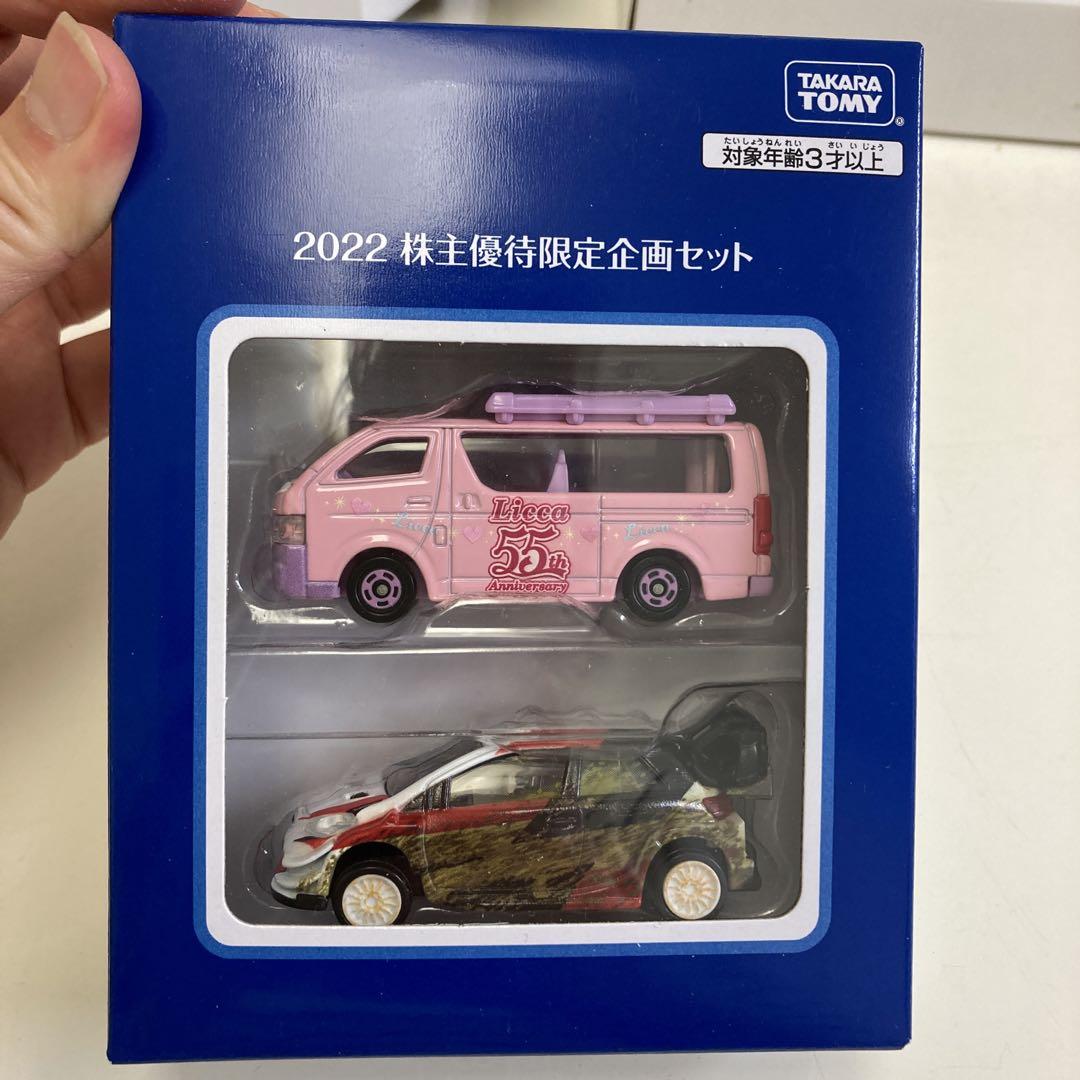 TAKARA
TOMY
®
たいしょうねんれい さいいじょう
対象年齢3才以上
2022 株主優待限定企画セット
Licca
55th
Anniversary
Licca
Licca